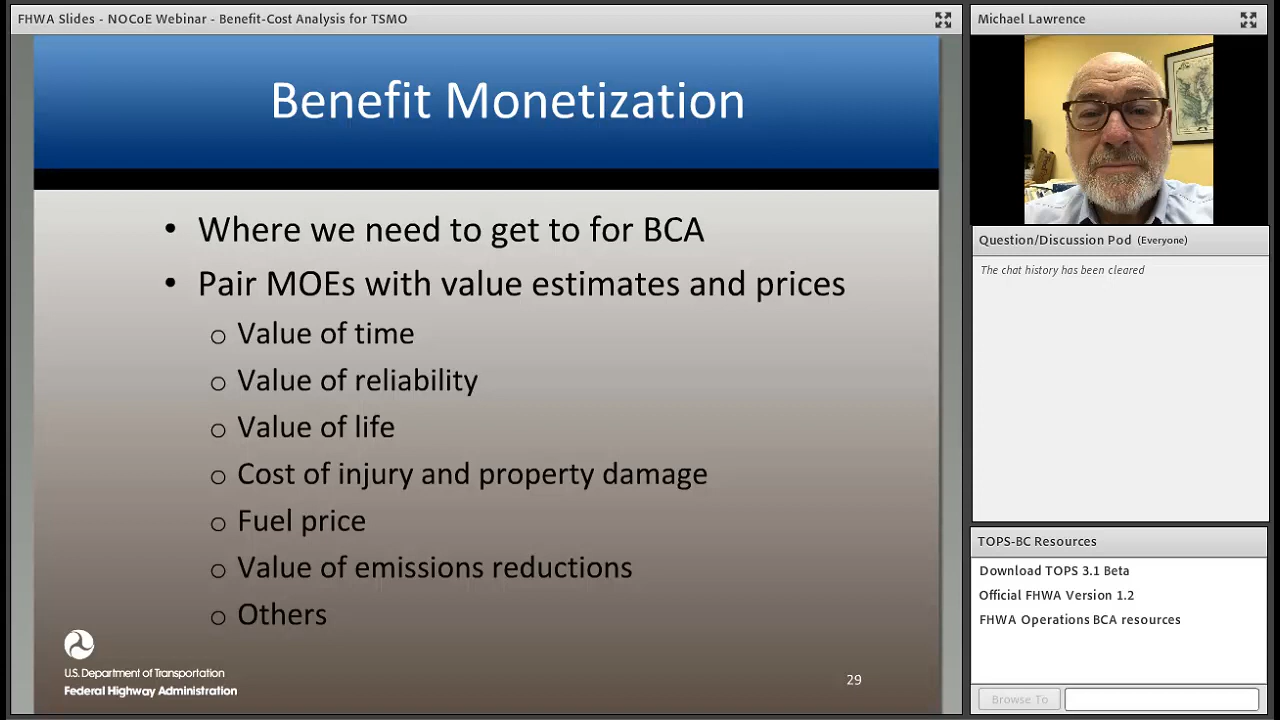 FHWA Slides - NOCoE Webinar - Benefit-Cost Analysis for TSMO
Benefit Monetization
• Where we need to get to for BCA
• Pair MOEs with value estimates and prices
o Value of time
o Value of reliability
o Value of life
o Cost of injury and property damage
o Fuel price
o Value of emissions reductions
o Others
U.S. Department of Transportation
Federal Highway Administration
29
Michael Lawrence
Question/Discussion Pod (Everyone)
The chat history has been cleared
TOPS-BC Resources
Download TOPS 3.1 Beta
Official FHWA Version 1.2
FHWA Operations BCA resources
Browse To